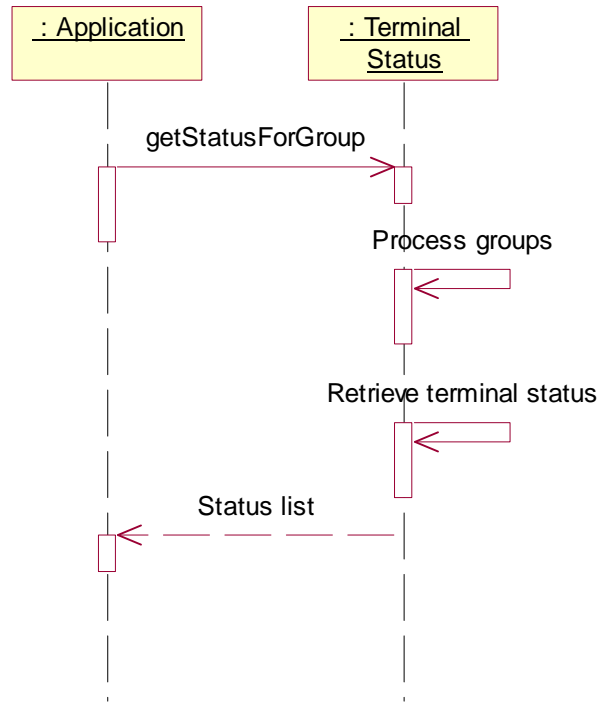 : Application
: Terminal
Status
getStatusForGroup
Process groups
Retrieve terminal status
Status list